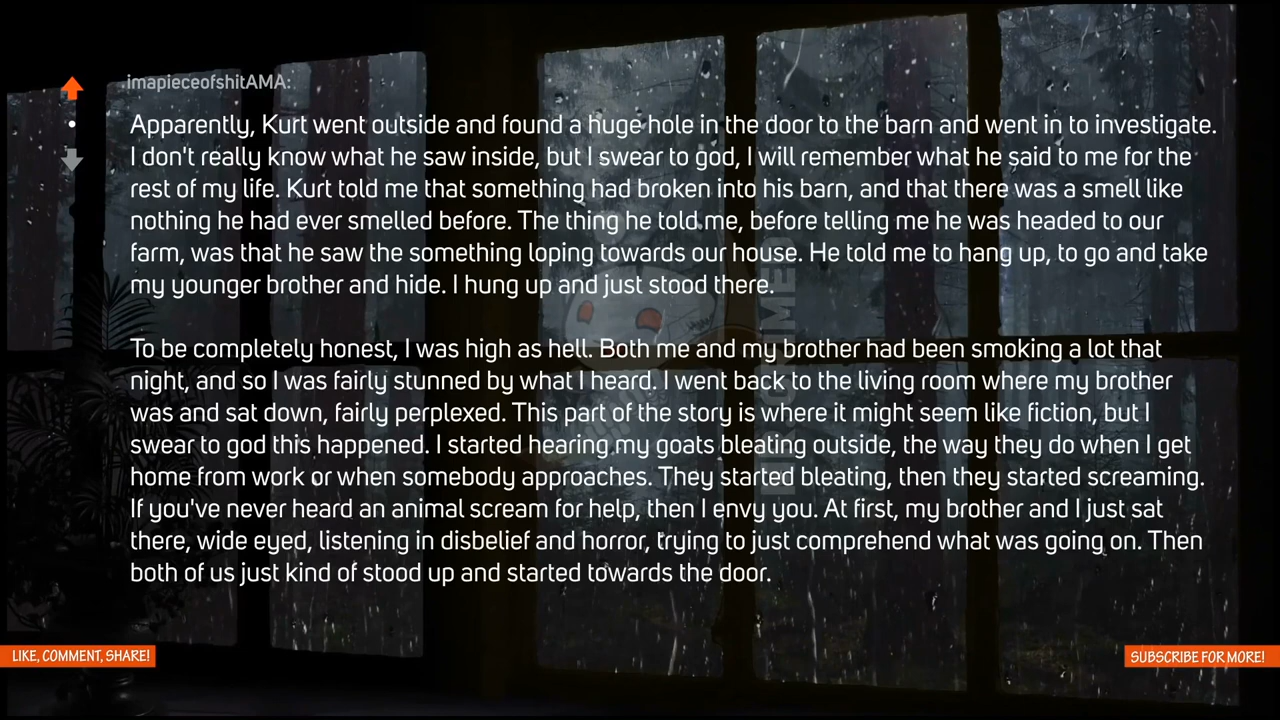 imapieceofshitAMA:
Apparently, Kurt went outside and found a huge hole in the door to the barn and went in to investigate.
I don't really know what he saw inside, but I swear to god, I will remember what he said to me for the
rest of my life. Kurt told me that something had broken into his barn, and that there was a smell like
nothing he had ever smelled before. The thing he told me, before telling me he was headed to our
farm, was that he saw the something loping towards our house. He told me to hang up, to go and take
my younger brother and hide. I hung up and just stood there.
To be completely honest, I was high as hell. Both me and my brother had been smoking a lot that
night, and so I was fairly stunned by what I heard. I went back to the living room where my brother
was and sat down, fairly perplexed. This part of the story is where it might seem like fiction, but I
swear to god this happened. I started hearing my goats bleating outside, the way they do when I get
home from work or when somebody approaches. They started bleating, then they started screaming.
If you've never heard an animal scream for help, then I envy you. At first, my brother and I just sat
there, wide eyed, listening in disbelief and horror, trying to just comprehend what was going on. Then
both of us just kind of stood up and started towards the door.
LIKE, COMMENT, SHARE!
SUBSCRIBE FOR MORE!